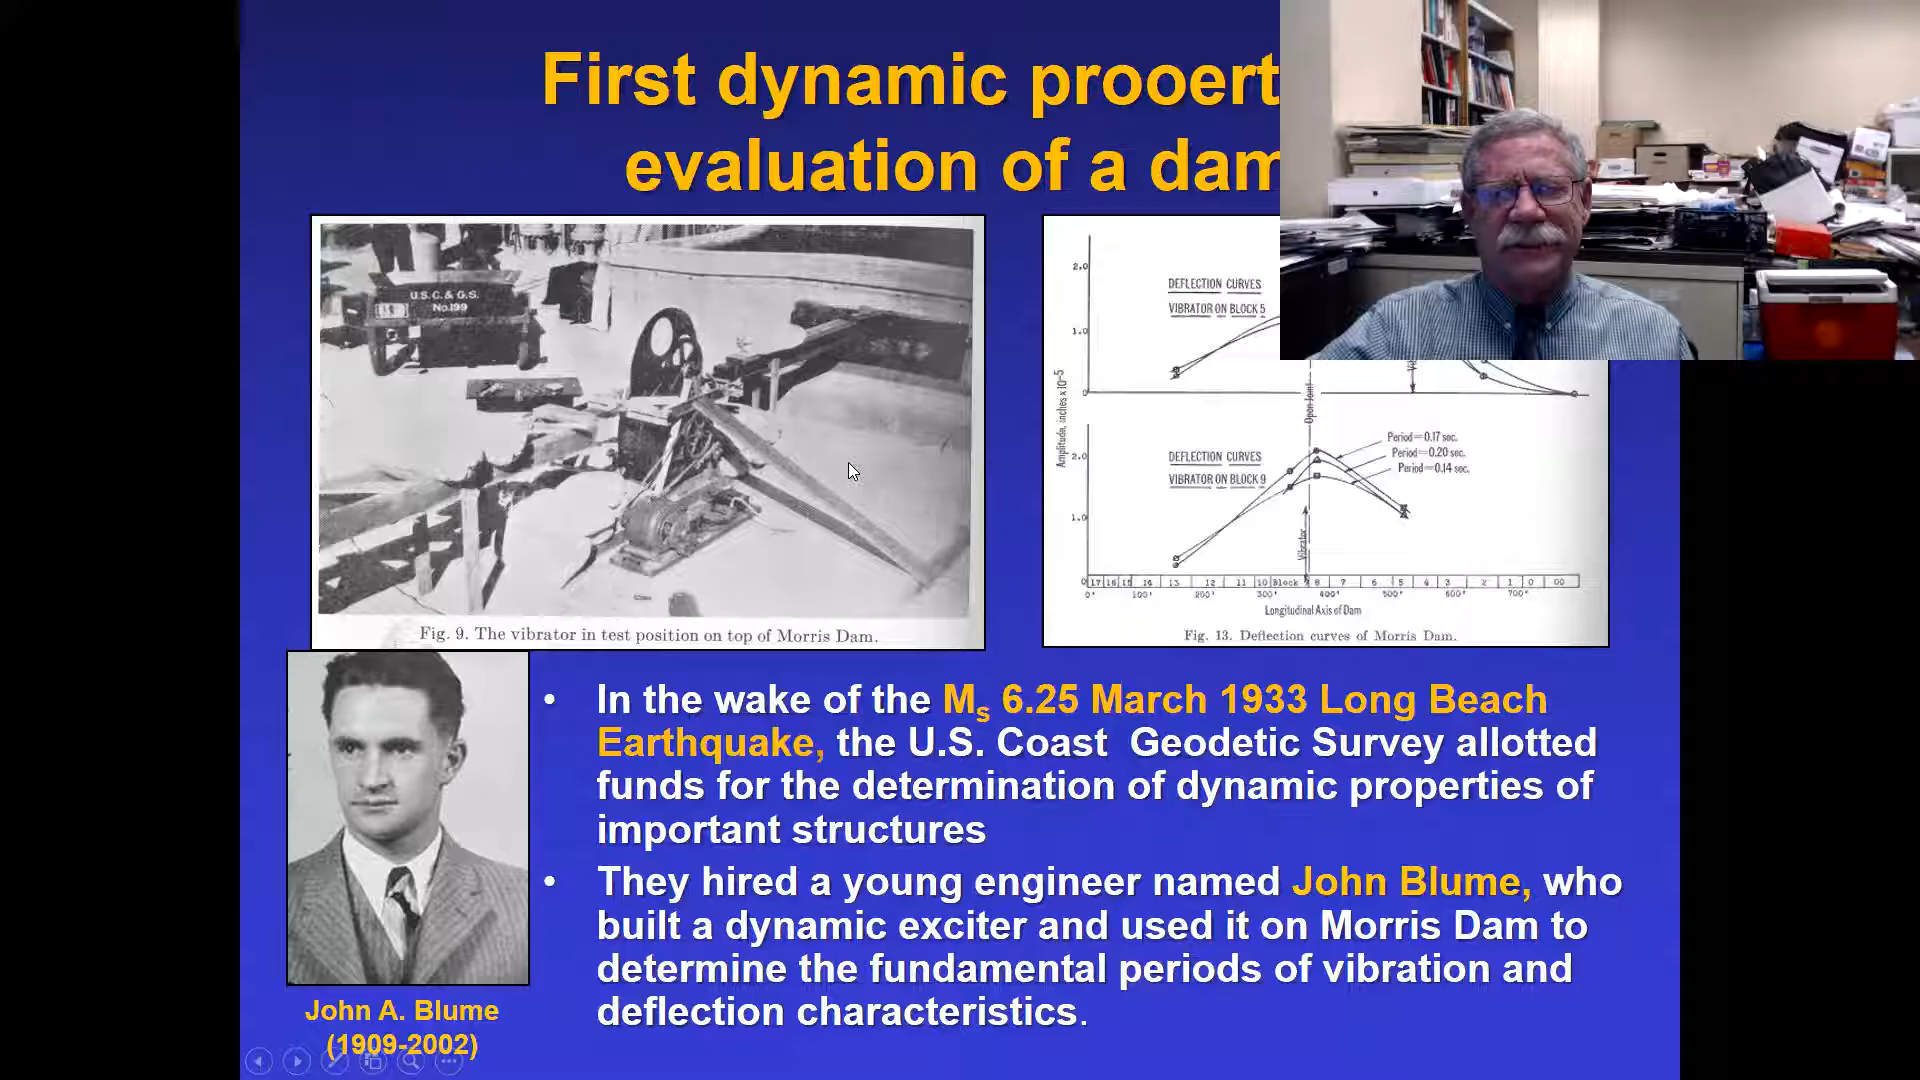 First dynamic prooert
evaluation of a dam
U.S.C.& G.S.
No.199
Fig. 9. The vibrator in test position on top of Morris Dam.
2.0
DEFLECTION CURVES
VIBRATOR ON BLOCK 5
1.0
0
Amplitude, inches x10-5
Open Joint
2.0
DEFLECTION CURVES
VIBRATOR ON BLOCK 9
Period=0.17 sec.
Period=0.20 sec.
Period=0.14 sec.
1.0
Vibrator
0 17 16 15 14 13 12 11 10 Block 8 7 6 5 4 3 2 1 0 00
0' 100' 200' 300' 400' 500' 600' 700'
Longitudinal Axis of Dam
Fig. 13. Deflection curves of Morris Dam.
• In the wake of the Ms 6.25 March 1933 Long Beach
Earthquake, the U.S. Coast Geodetic Survey allotted
funds for the determination of dynamic properties of
important structures
• They hired a young engineer named John Blume, who
built a dynamic exciter and used it on Morris Dam to
determine the fundamental periods of vibration and
deflection characteristics.
John A. Blume
(1909-2002)